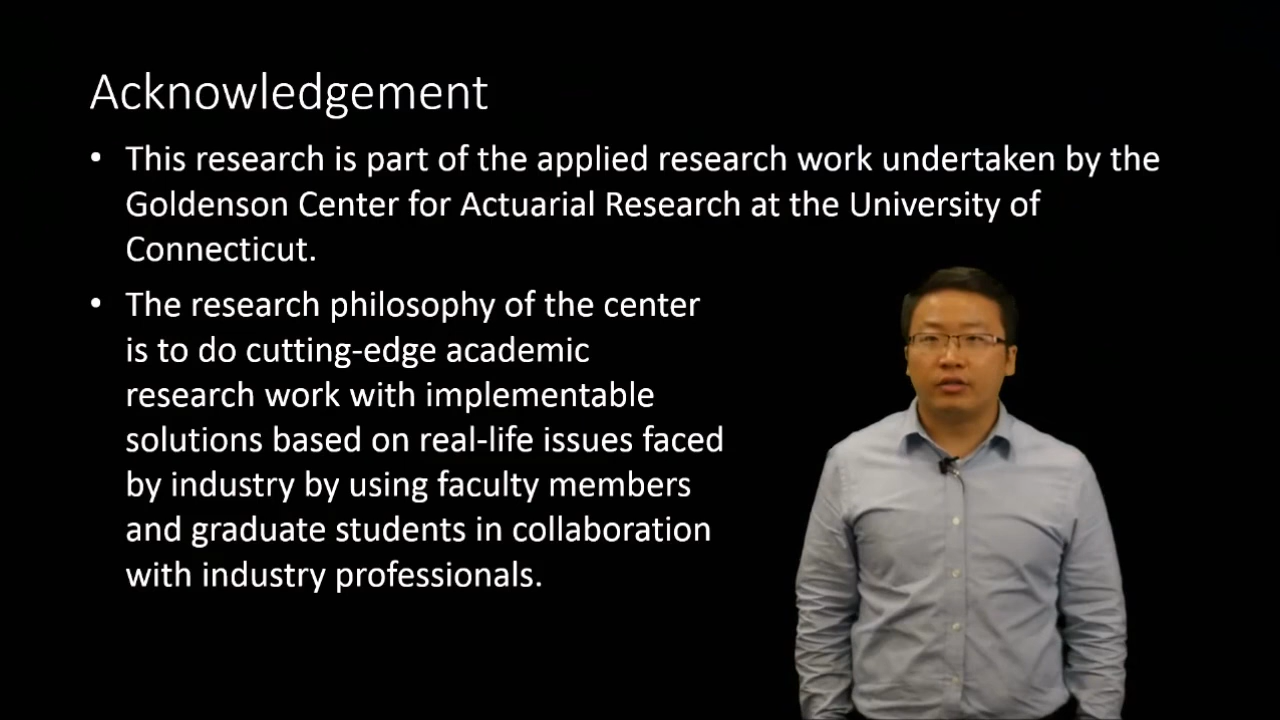 Acknowledgement
• This research is part of the applied research work undertaken by the
Goldenson Center for Actuarial Research at the University of
Connecticut.
• The research philosophy of the center
is to do cutting-edge academic
research work with implementable
solutions based on real-life issues faced
by industry by using faculty members
and graduate students in collaboration
with industry professionals.